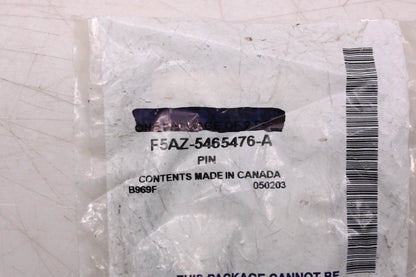 F5AZ-5465476-A
PIN
CONTENTS MADE IN CANADA
B969F 050203
THIS PACKAGE CANNOT BE